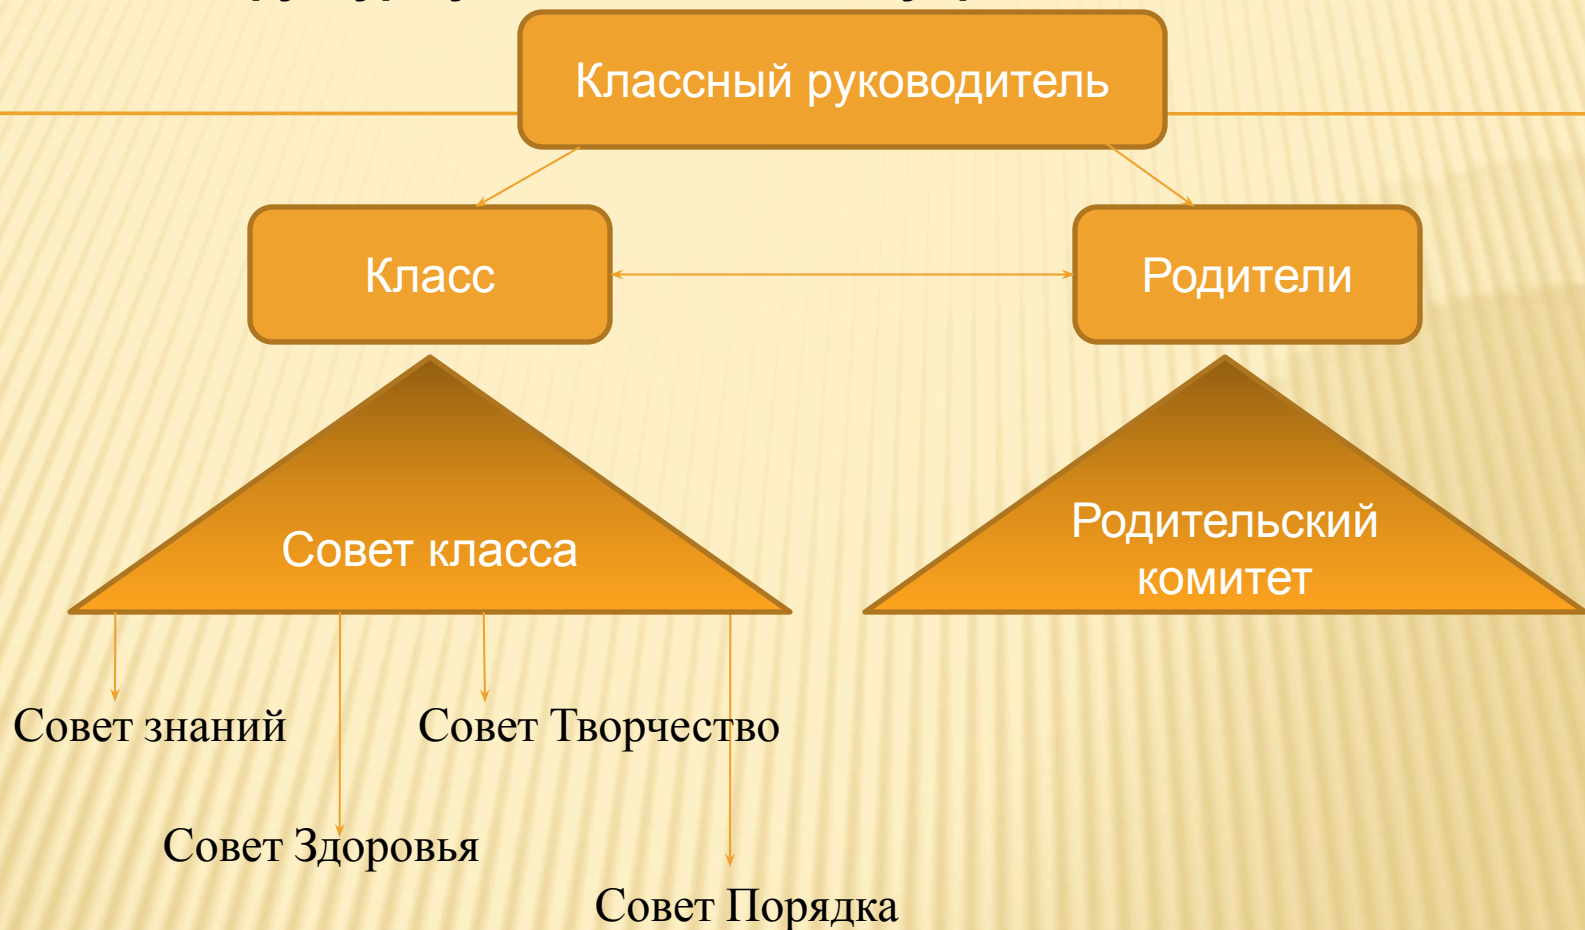 Классный руководитель
Класс
Родители
Совет класса
Родительский
комитет
Совет знаний
Совет Творчество
Совет Здоровья
Совет Порядка